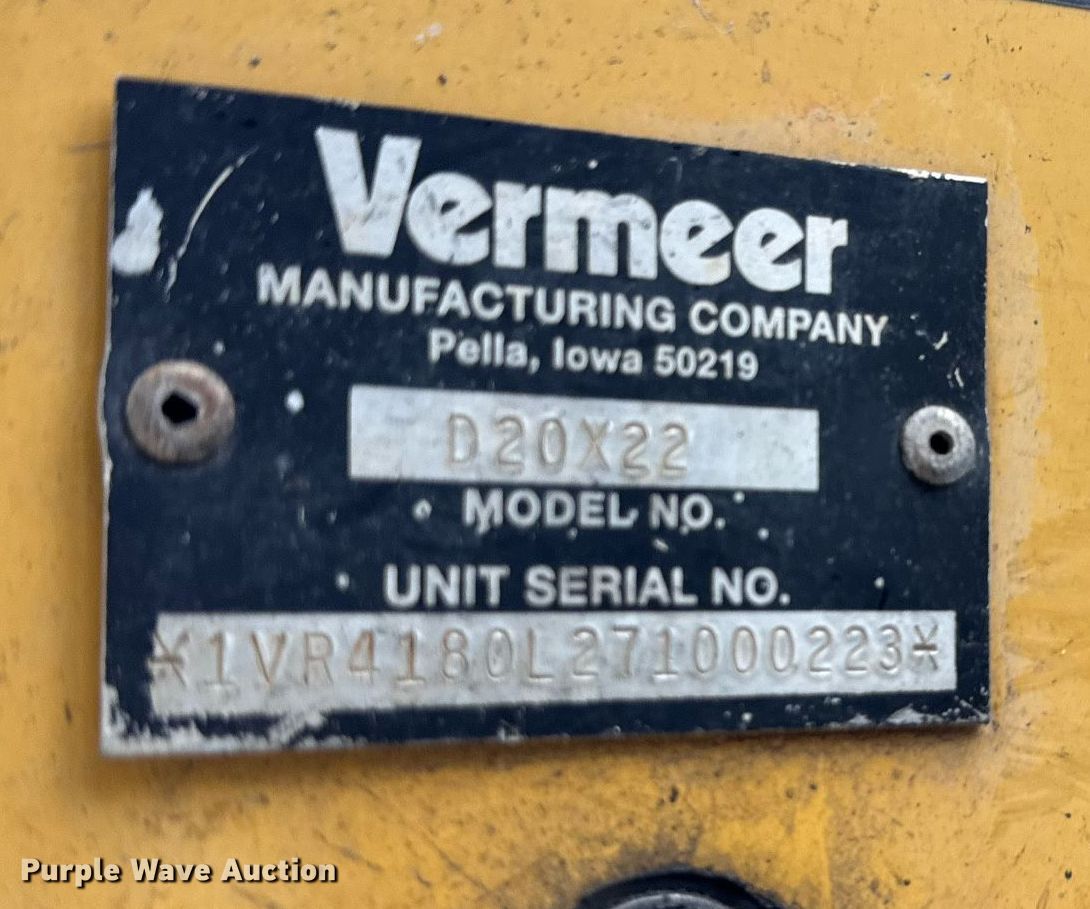 Vermeer
MANUFACTURING COMPANY
Pella, Iowa 50219
D20X22
MODEL NO.
UNIT SERIAL NO.
*1VR4180L271000223*
Purple Wave Auction